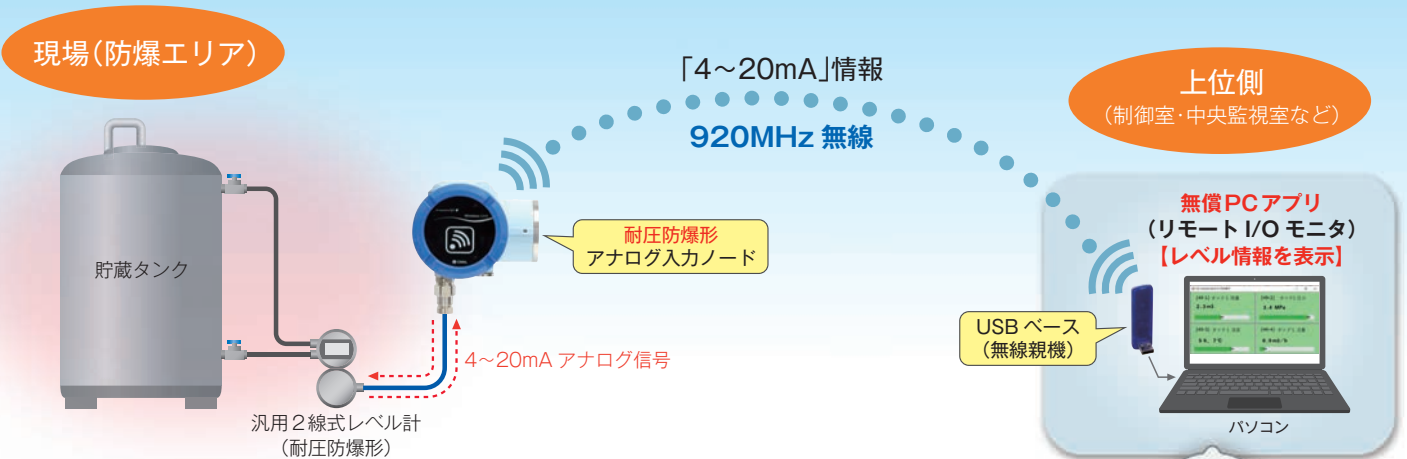 現場(防爆エリア)
「4〜20mA」情報
920MHz 無線
上位側
(制御室・中央監視室など)
無償PCアプリ
(リモート I/O モニタ)
【レベル情報を表示】
耐圧防爆形
アナログ入力ノード
貯蔵タンク
USB ベース
(無線親機)
4〜20mA アナログ信号
汎用2線式レベル計
(耐圧防爆形)
パソコン